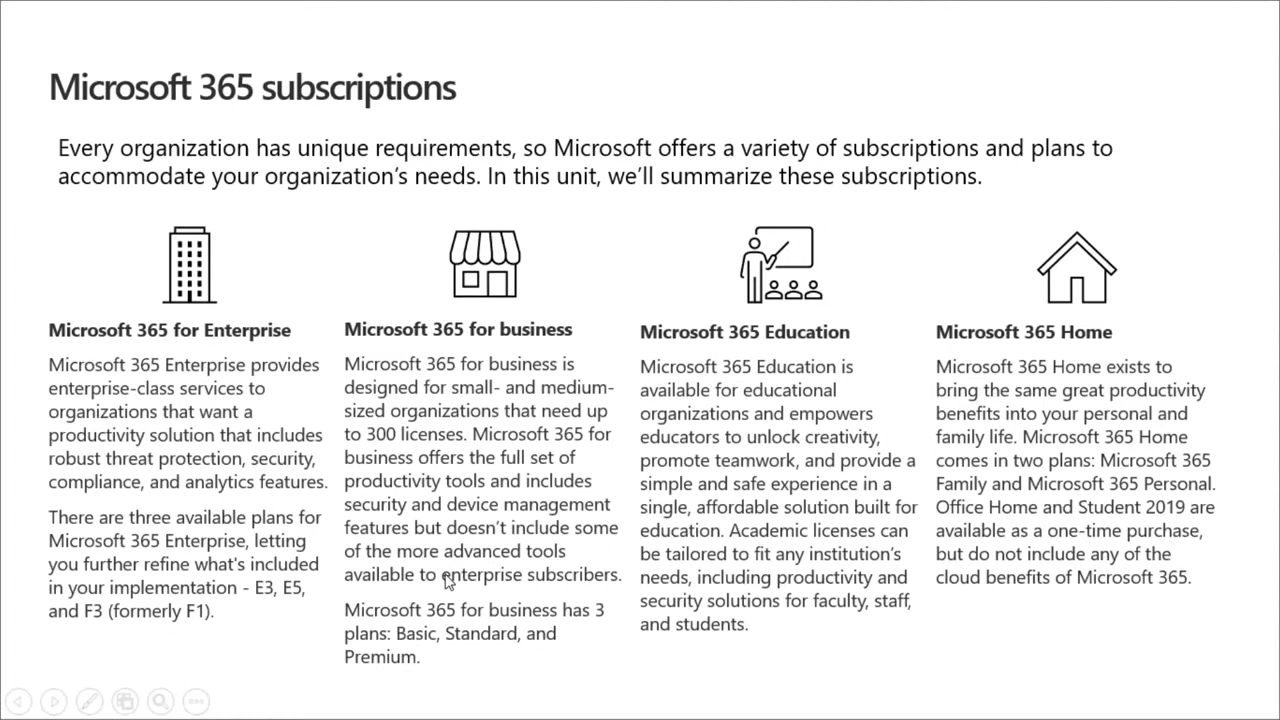 Microsoft 365 subscriptions
Every organization has unique requirements, so Microsoft offers a variety of subscriptions and plans to
accommodate your organization's needs. In this unit, we'll summarize these subscriptions.
Microsoft 365 for Enterprise
Microsoft 365 Enterprise provides
enterprise-class services to
organizations that want a
productivity solution that includes
robust threat protection, security,
compliance, and analytics features.
There are three available plans for
Microsoft 365 Enterprise, letting
you further refine what's included
in your implementation - E3, E5,
and F3 (formerly F1).
Microsoft 365 for business
Microsoft 365 for business is
designed for small- and medium-
sized organizations that need up
to 300 licenses. Microsoft 365 for
business offers the full set of
productivity tools and includes
security and device management
features but doesn't include some
of the more advanced tools
available to enterprise subscribers.
Microsoft 365 for business has 3
plans: Basic, Standard, and
Premium.
Microsoft 365 Education
Microsoft 365 Education is
available for educational
organizations and empowers
educators to unlock creativity,
promote teamwork, and provide a
simple and safe experience in a
single, affordable solution built for
education. Academic licenses can
be tailored to fit any institution's
needs, including productivity and
security solutions for faculty, staff,
and students.
Microsoft 365 Home
Microsoft 365 Home exists to
bring the same great productivity
benefits into your personal and
family life. Microsoft 365 Home
comes in two plans: Microsoft 365
Family and Microsoft 365 Personal.
Office Home and Student 2019 are
available as a one-time purchase,
but do not include any of the
cloud benefits of Microsoft 365.